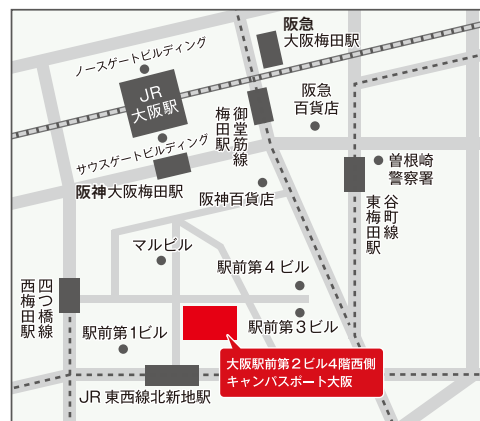 阪急
大阪梅田駅
ノースゲートビルディング
JR
大阪駅
阪急
百貨店
御堂筋線
梅田駅
サウスゲートビルディング
阪神大阪梅田駅
阪神百貨店
曽根崎
警察署
谷町線
東梅田駅
マルビル
駅前第4ビル
四つ橋線
西梅田駅
駅前第1ビル
駅前第3ビル
大阪駅前第2ビル4階西側
キャンパスポート大阪
JR東西線北新地駅